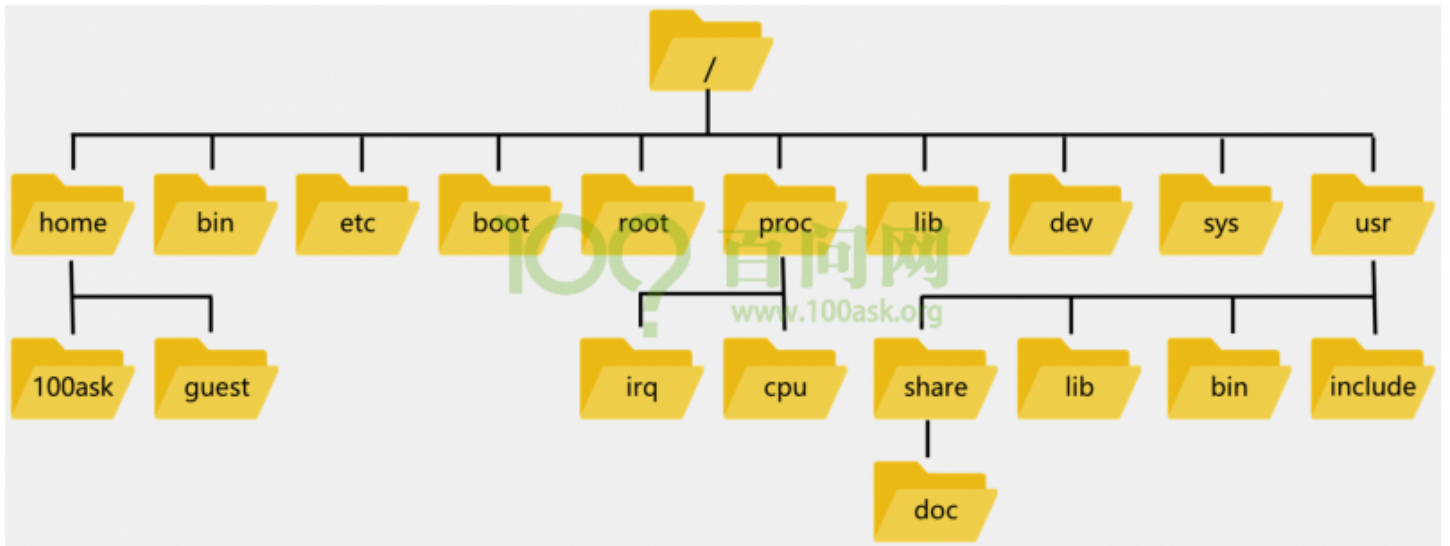 /
home bin etc boot root proc lib dev sys usr
100?百问网
www.100ask.org
100ask guest irq cpu share lib bin include
doc